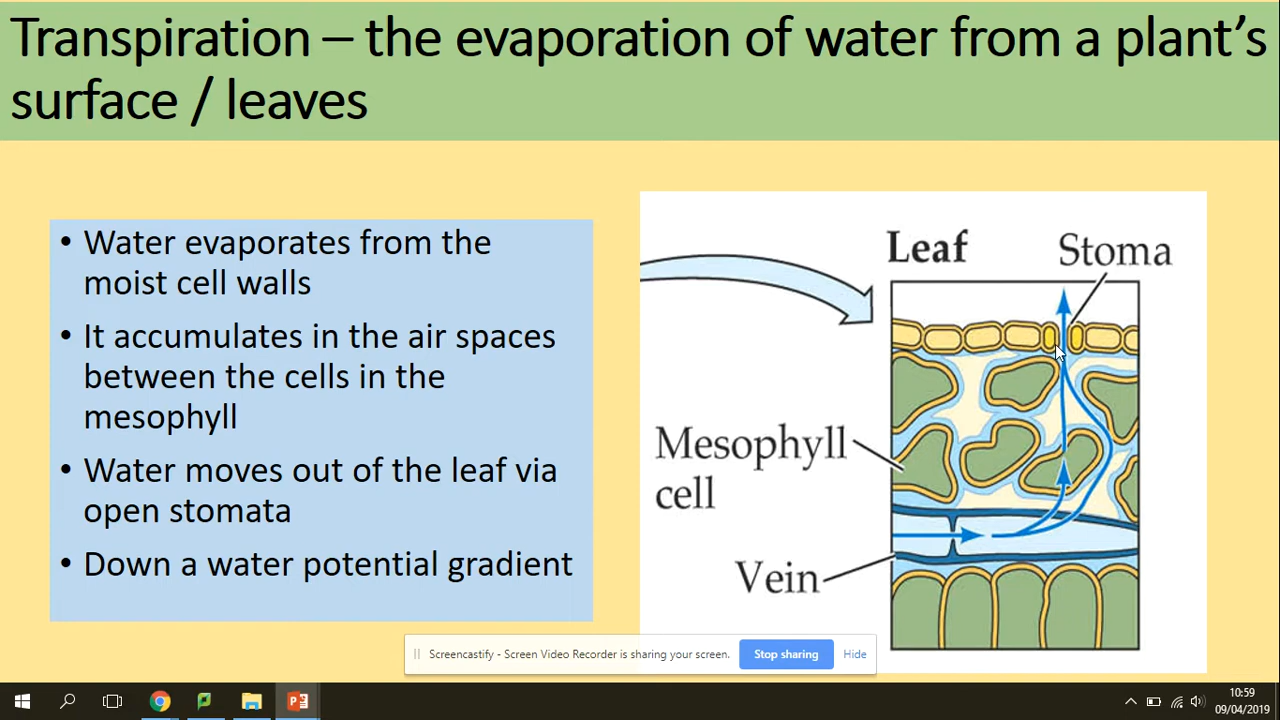 Transpiration – the evaporation of water from a plant's
surface / leaves
• Water evaporates from the
moist cell walls
• It accumulates in the air spaces
between the cells in the
mesophyll
• Water moves out of the leaf via
open stomata
• Down a water potential gradient
Leaf
Stoma
Mesophyll
cell
Vein
Screencastify - Screen Video Recorder is sharing your screen.
Stop sharing
Hide
10:59
09/04/2019